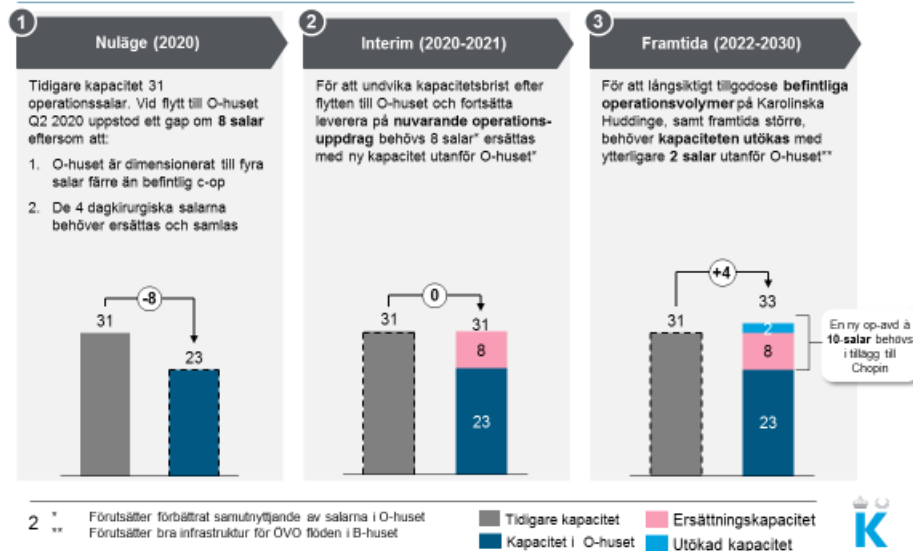 1
Nuläge (2020)
Tidigare kapacitet 31
operationssalar. Vid flytt till O-huset
Q2 2020 uppstod ett gap om 8 salar
eftersom att:
1. O-huset är dimensionerat till fyra
salar färre än befintlig c-op
2. De 4 dagkirurgiska salarna
behöver ersättas och samlas
-8
31
23
2
Interim (2020-2021)
För att undvika kapacitetsbrist efter
flytten till O-huset och fortsätta
leverera på nuvarande operations-
uppdrag behövs 8 salar* ersättas
med ny kapacitet utanför O-huset*
0
31
31
8
23
3
Framtida (2022-2030)
För att långsiktigt tillgodose befintliga
operationsvolymer på Karolinska
Huddinge, samt framtida större,
behöver kapaciteten utökas med
ytterligare 2 salar utanför O-huset**
+4
33
31
2
8
23
En ny op-avd à
10-salar behövs
i tillägg till
Chopin
2
* Förutsätter förbättrat samutnyttjande av salarna i O-huset
** Förutsätter bra infrastruktur för ÖVO flöden i B-huset
Tidigare kapacitet
Kapacitet i O-huset
Ersättningskapacitet
Utökad kapacitet
K